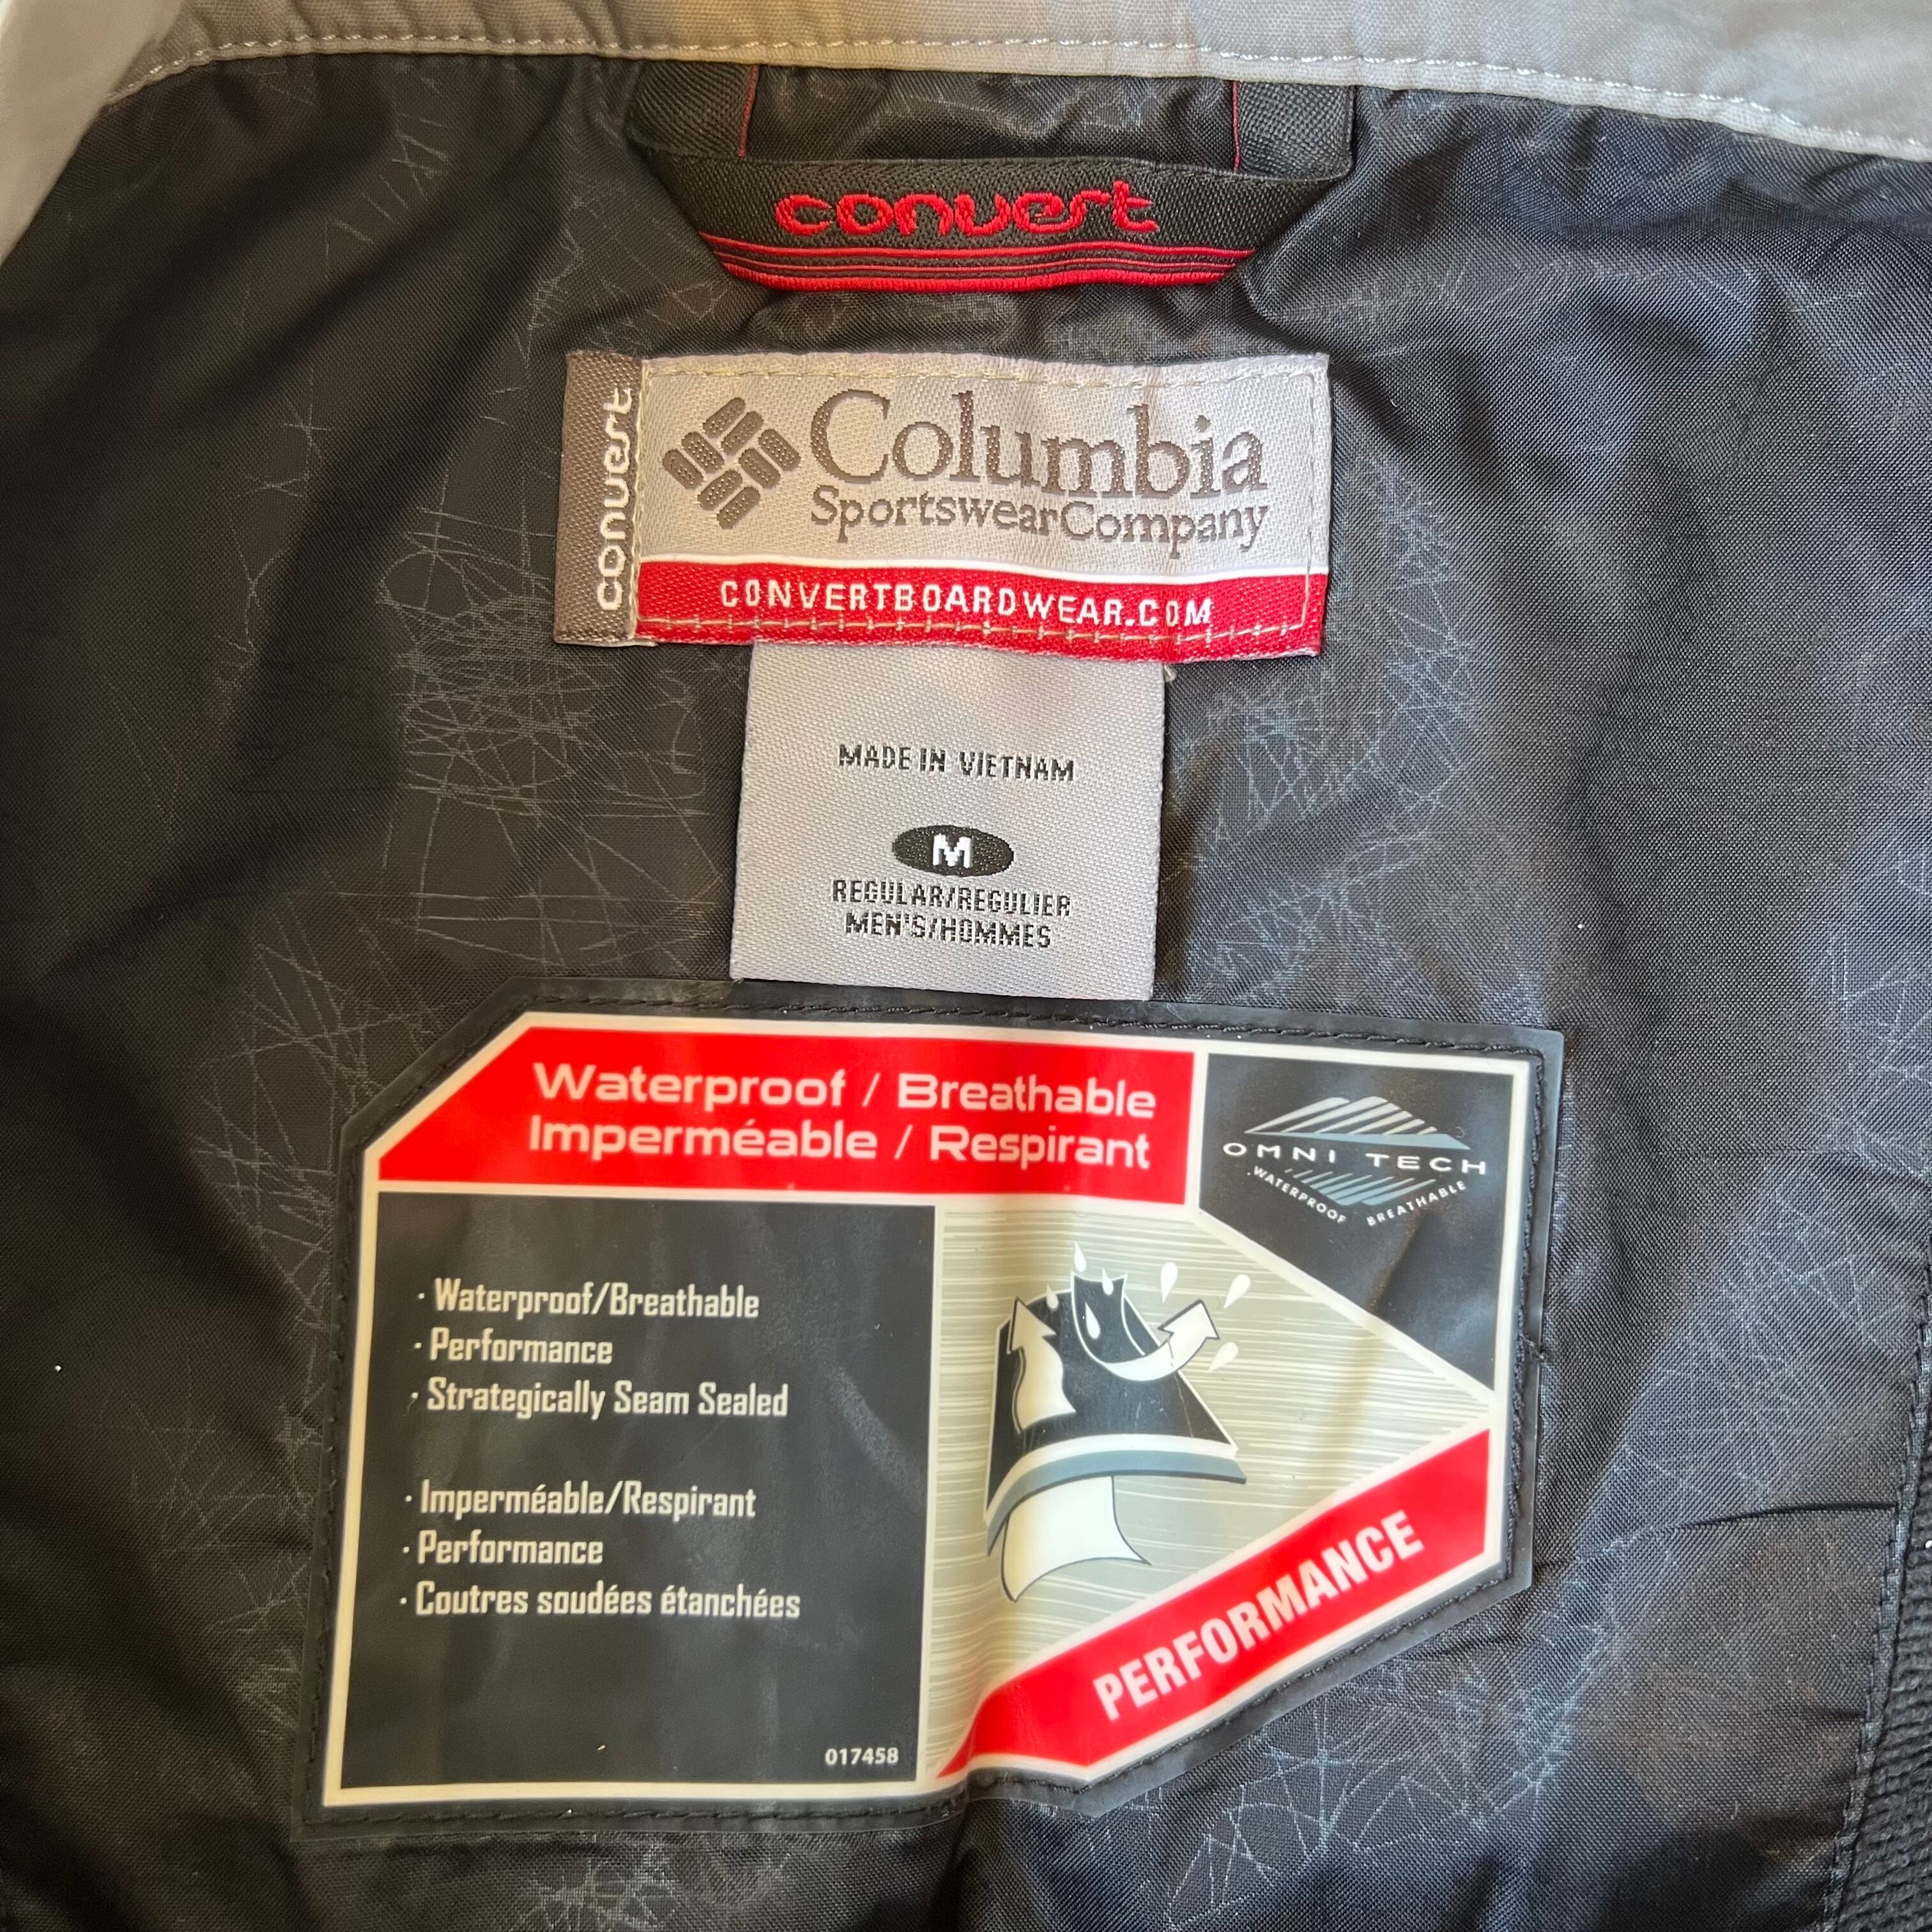 convert
convert
Columbia
SportswearCompany
CONVERTBOARDWEAR.COM
MADE IN VIETNAM
M
REGULAR/REGULIER
MEN'S/HOMMES
Waterproof / Breathable
Imperméable / Respirant
OMNI TECH
WATERPROOF BREATHABLE
· Waterproof/Breathable
· Performance
· Strategically Seam Sealed
· Imperméable/Respirant
· Performance
· Coutres soudées étanchées
017458
PERFORMANCE